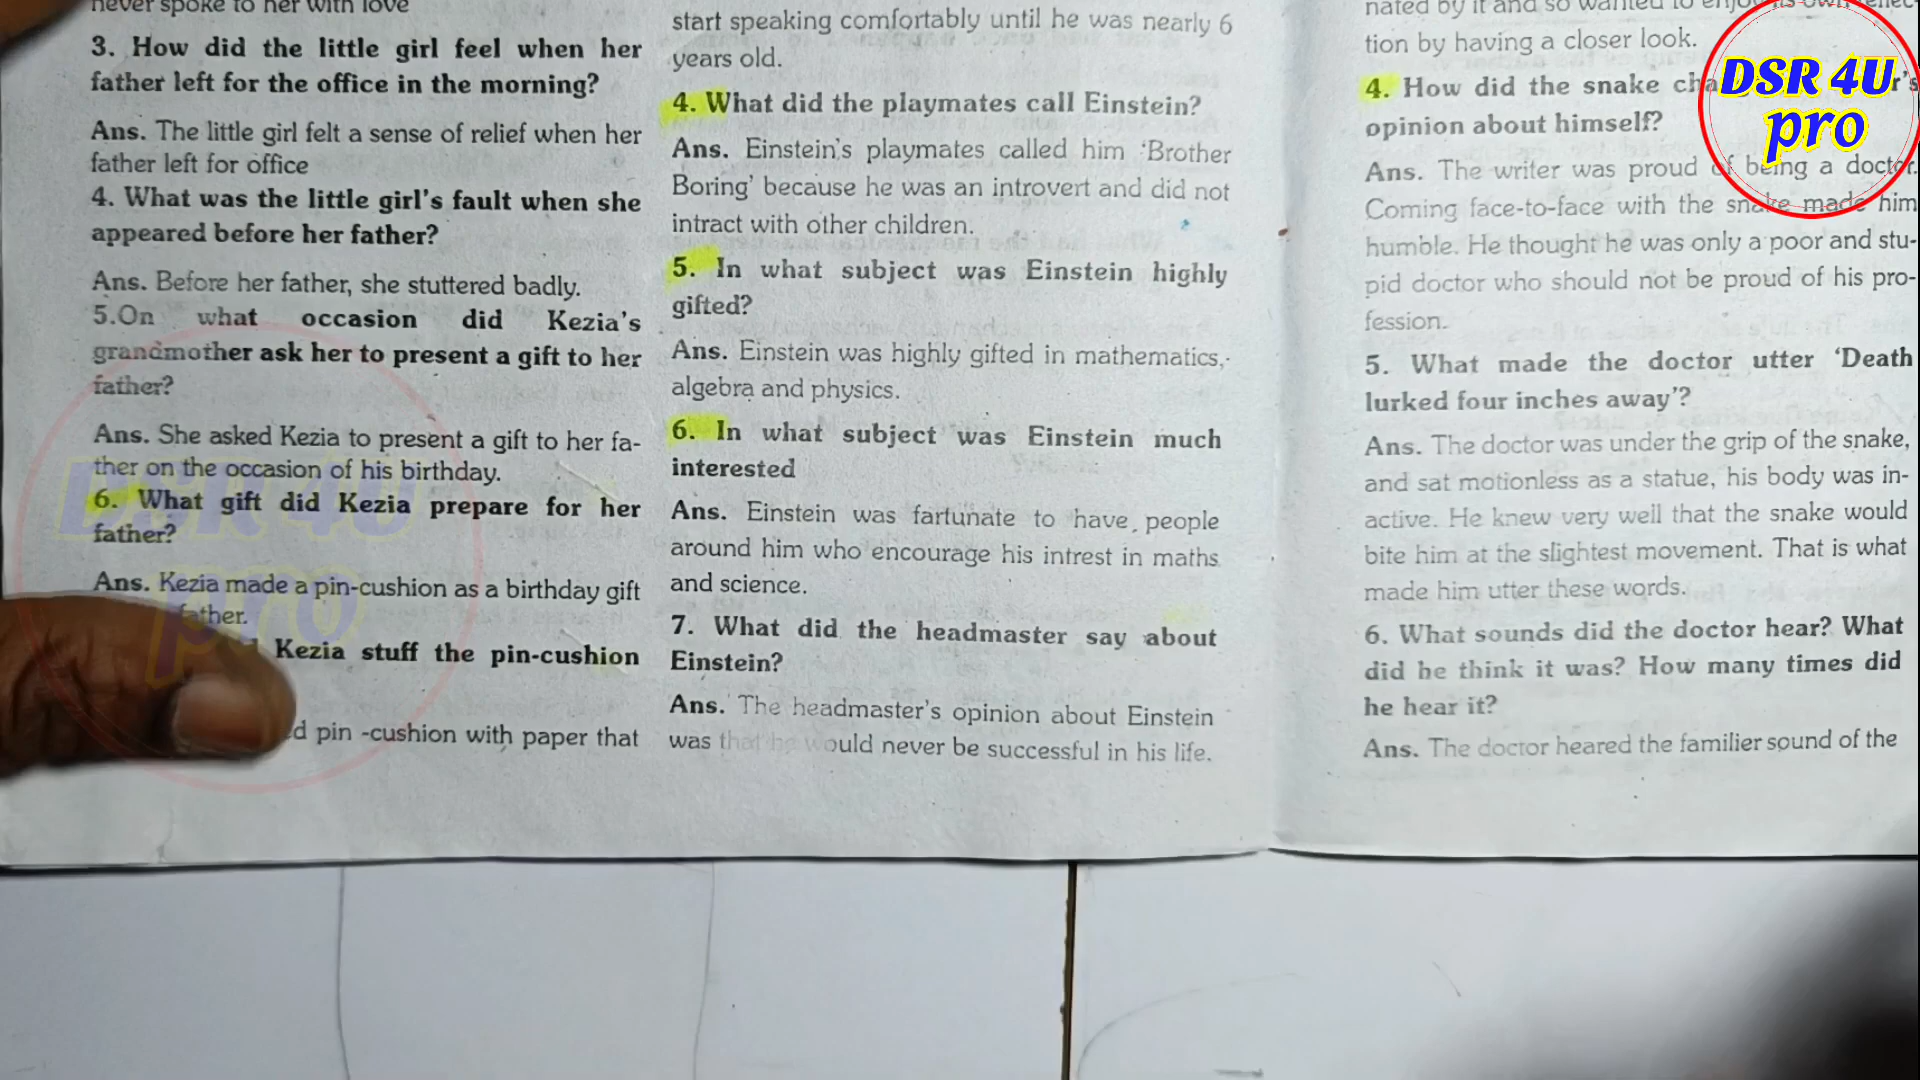 never spoke to her with love
3. How did the little girl feel when her
father left for the office in the morning?
Ans. The little girl felt a sense of relief when her
father left for office
4. What was the little girl's fault when she
appeared before her father?
Ans. Before her father, she stuttered badly.
5.On what occasion did Kezia's
grandmother ask her to present a gift to her
father?
Ans. She asked Kezia to present a gift to her fa-
ther on the occasion of his birthday.
6. What gift did Kezia prepare for her
father?
Ans. Kezia made a pin-cushion as a birthday gift
father.
Kezia stuff the pin-cushion
pin -cushion with paper that
start speaking comfortably until he was nearly 6
years old.
4. What did the playmates call Einstein?
Ans. Einstein's playmates called him 'Brother
Boring' because he was an introvert and did not
intract with other children.
5. In what subject was Einstein highly
gifted?
Ans. Einstein was highly gifted in mathematics,
algebra and physics.
6. In what subject was Einstein much
interested
Ans. Einstein was fartunate to have people
around him who encourage his intrest in maths
and science.
7. What did the headmaster say about
Einstein?
Ans. The headmaster's opinion about Einstein
was that he would never be successful in his life.
nated by it and so wanted to enjoy its own
tion by having a closer look.
4. How did the snake
opinion about himself?
Ans. The writer was proud of being a doctor.
Coming face-to-face with the snake made him
humble. He thought he was only a poor and stu-
pid doctor who should not be proud of his pro-
fession.
5. What made the doctor utter 'Death
lurked four inches away'?
Ans. The doctor was under the grip of the snake,
and sat motionless as a statue, his body was in-
active. He knew very well that the snake would
bite him at the slightest movement. That is what
made him utter these words.
6. What sounds did the doctor hear? What
did he think it was? How many times did
he hear it?
Ans. The doctor heared the familier sound of the
DSR 4U
pro
DSR 4U
pro